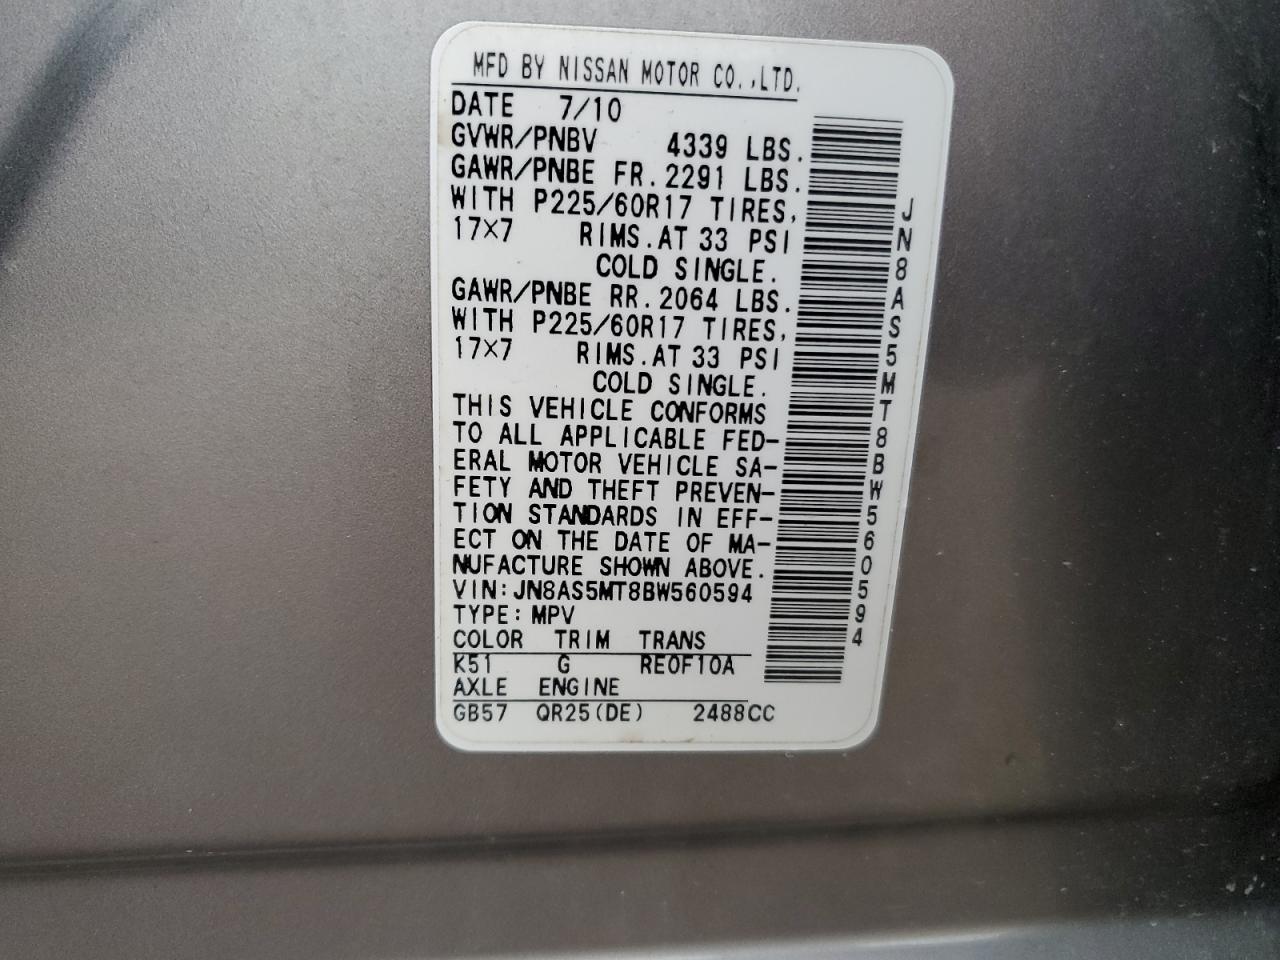 MFD BY NISSAN MOTOR CO.,LTD.
DATE 7/10
GVWR/PNBV 4339 LBS.
GAWR/PNBE FR.2291 LBS.
WITH P225/60R17 TIRES,
17×7 RIMS.AT 33 PSI
COLD SINGLE.
GAWR/PNBE RR.2064 LBS.
WITH P225/60R17 TIRES,
17×7 RIMS.AT 33 PSI
COLD SINGLE.
THIS VEHICLE CONFORMS
TO ALL APPLICABLE FED-
ERAL MOTOR VEHICLE SA-
FETY AND THEFT PREVEN-
TION STANDARDS IN EFF-
ECT ON THE DATE OF MA-
NUFACTURE SHOWN ABOVE.
VIN:JN8AS5MT8BW560594
TYPE:MPV
COLOR TRIM TRANS
K51 G RE0F10A
AXLE ENGINE
GB57 QR25(DE) 2488CC
JN8AS5MT8BW560594